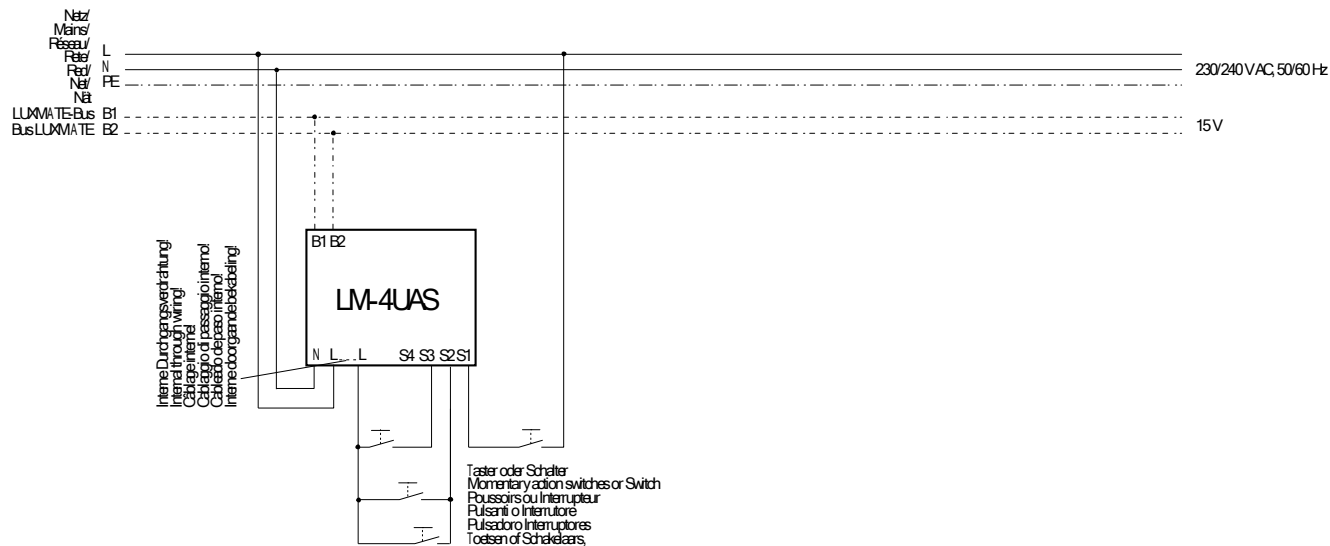 Netz/
Mains/
Réseau/
Rete/
Red/
Net/
Nät
L
N
PE
230/240 VAC, 50/60 Hz
LUXMATE-Bus B1
Bus LUXMATE B2
15 V
B1 B2
LM-4UAS
N L L S4 S3 S2 S1
Interne Durchgangsverdrahtung!
Internal through wiring!
Câblage interne!
Cablaggio di passaggio interno!
Cableado de paso interno!
Interne doorgaande bekabeling!
Taster oder Schalter
Momentary action switches or Switch
Poussoirs ou Interrupteur
Pulsanti o Interrutore
Pulsador o Interruptores
Toetsen of Schakelaars,